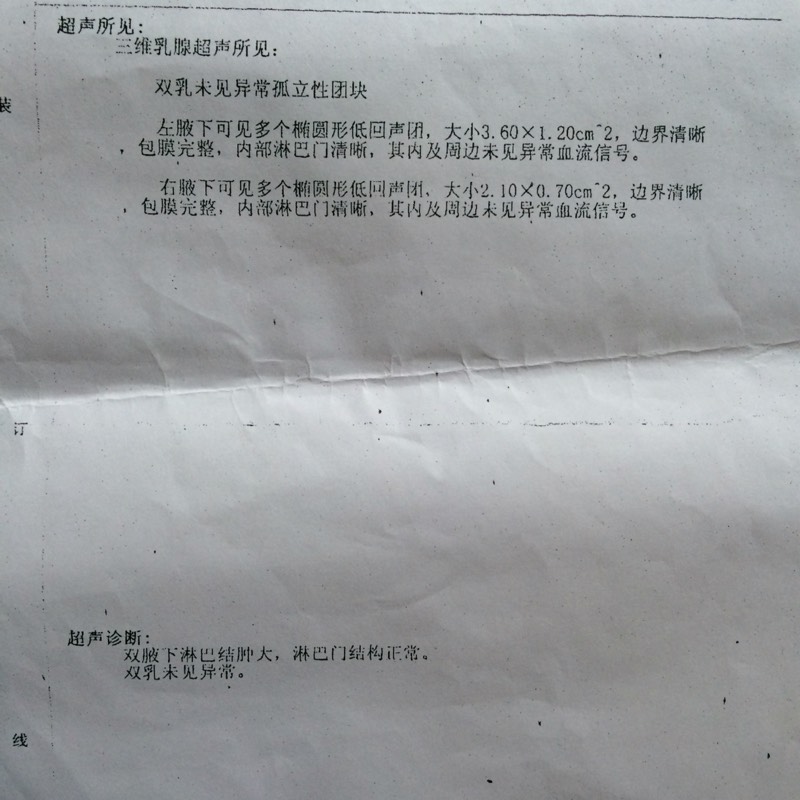 超声所见:
三维乳腺超声所见:
双乳未见异常孤立性团块
左腋下可见多个椭圆形低回声团, 大小3.60×1.20cm^2, 边界清晰
, 包膜完整, 内部淋巴门清晰, 其内及周边未见异常血流信号。
右腋下可见多个椭圆形低回声团、大小2.10×0.70cm^2, 边界清晰
, 包膜完整, 内部淋巴门清晰, 其内及周边未见异常血流信号。
超声诊断:
双腋下淋巴结肿大, 淋巴门结构正常。
双乳未见异常。
装
订
线